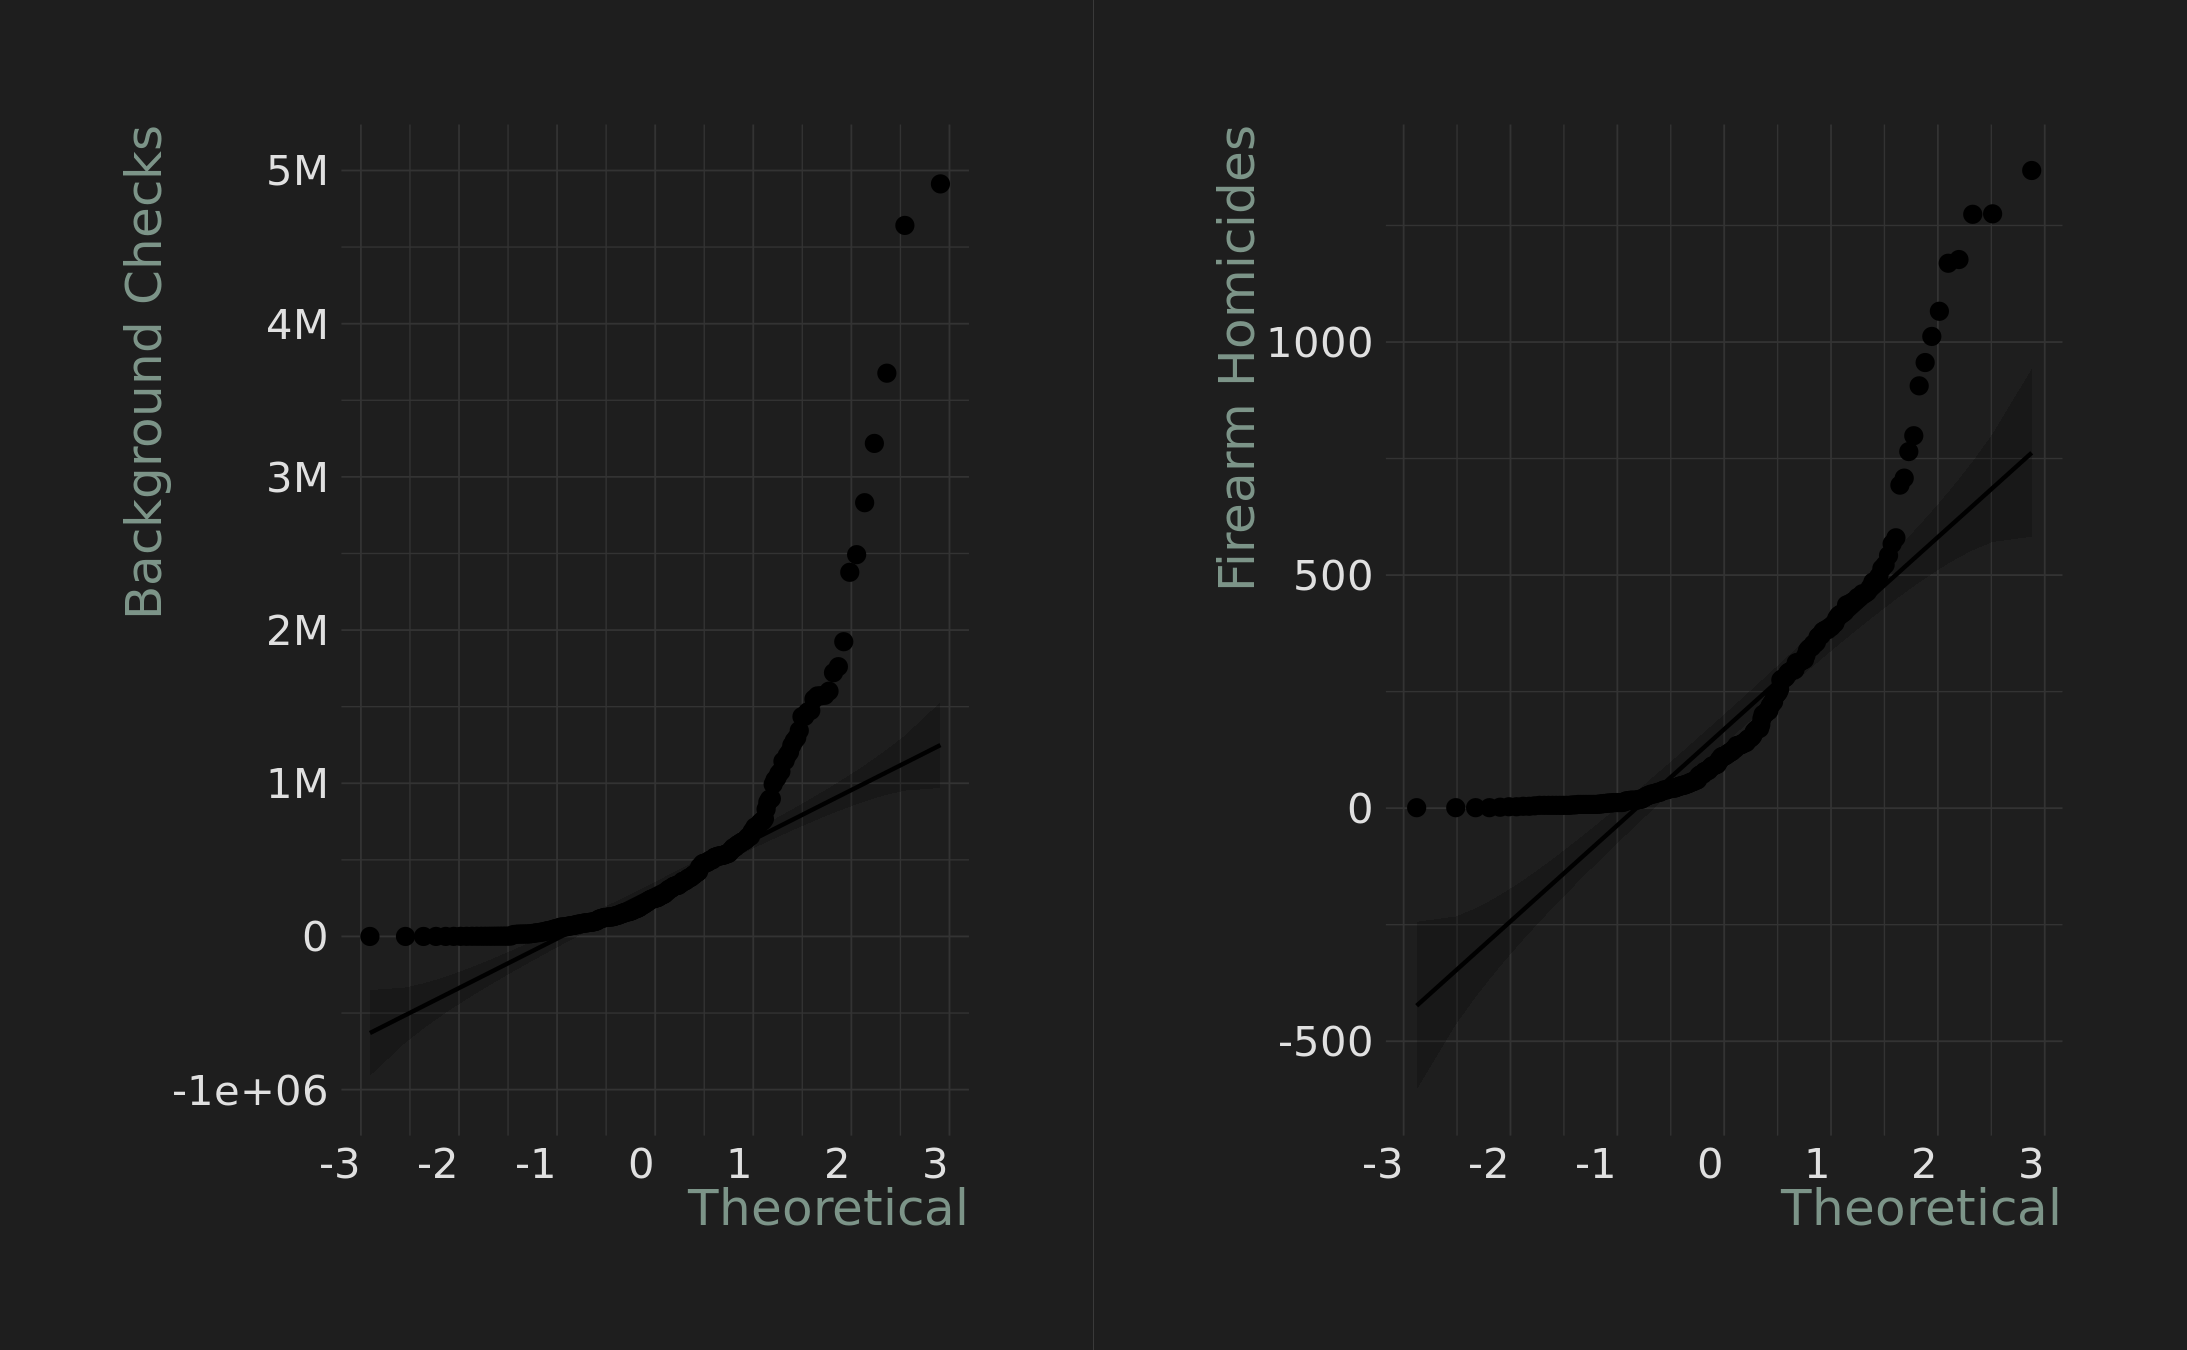 Background Checks
5M
4M
3M
2M
1M
0
-1e+06
-3 -2 -1 0 1 2 3
Theoretical
Firearm Homicides
1000
500
0
-500
-3 -2 -1 0 1 2 3
Theoretical